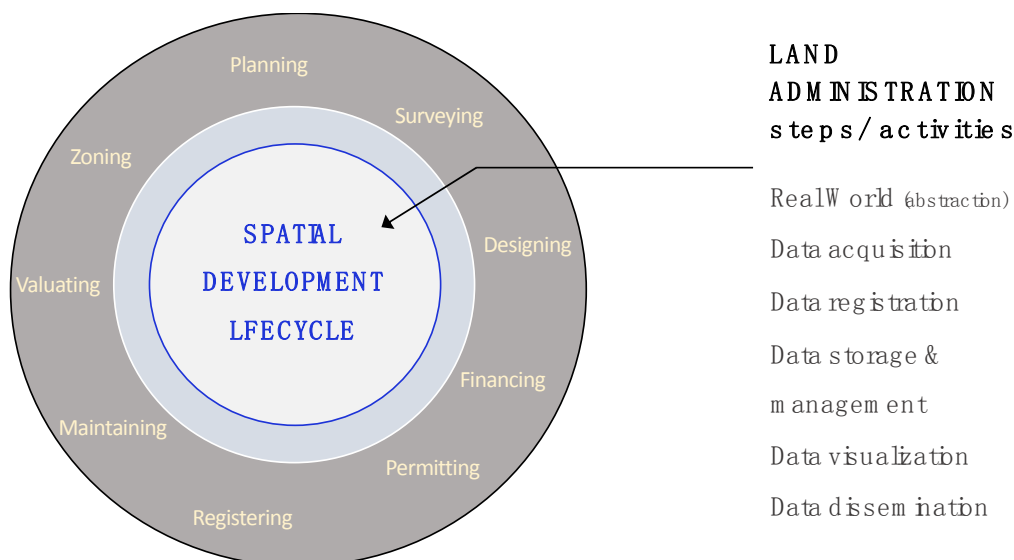 Planning
Surveying
Zoning
Designing
Valuating
Financing
Maintaining
Permitting
Registering
SPATIAL
DEVELOPMENT
LFECYCLE
LAND
ADMINISTRATION
steps/activities
Real World (abstraction)
Data acquisition
Data registration
Data storage &
management
Data visualization
Data dissemination